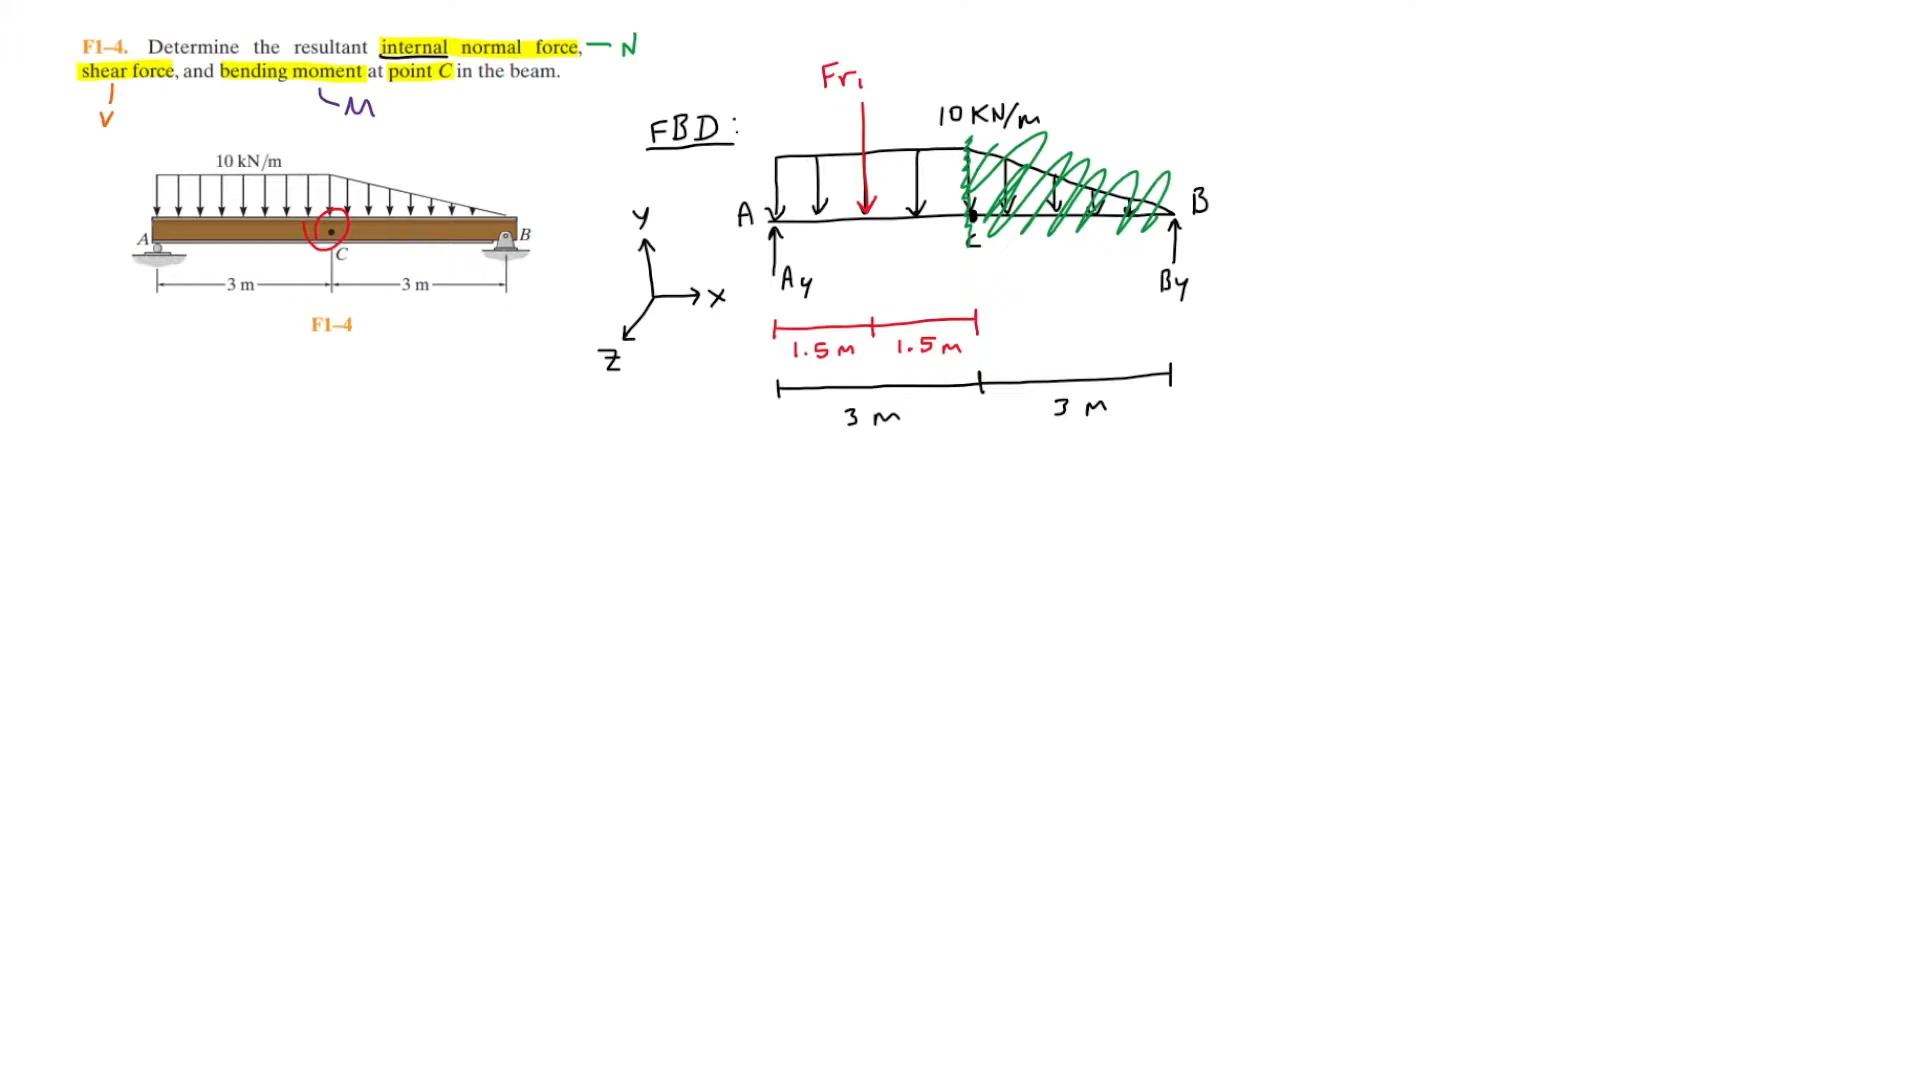 F1–4. Determine the resultant internal normal force, — N
shear force, and bending moment at point C in the beam.
V
M
10 kN/m
A
B
C
3 m
3 m
F1–4
FBD:
Fr₁
10 KN/m
A
B
C
Ay
By
y
x
z
1.5 m
1.5 m
3 m
3 m